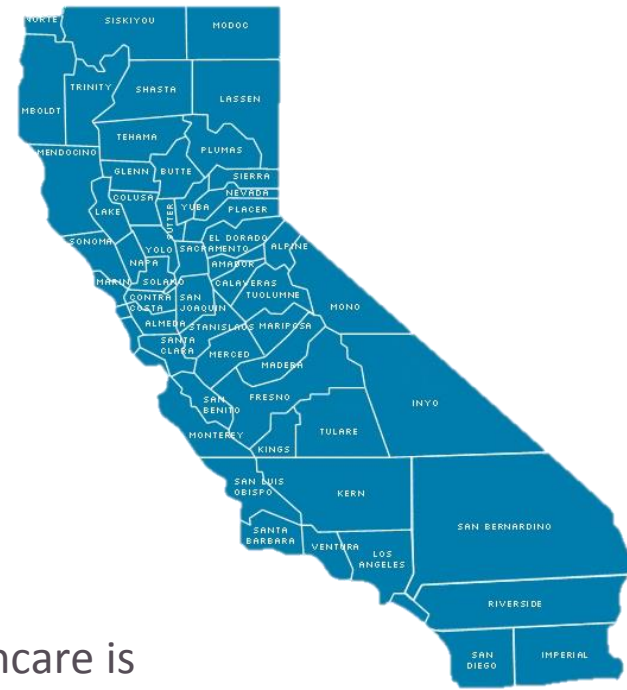 NORTE
SISKIYOU
MODOC
TRINITY
SHASTA
LASSEN
MBOLDT
TEHAMA
PLUMAS
MENDOCINO
GLENN
BUTTE
SIERRA
COLUSA
NEVADA
LAKE
SUTTER
YUBA
PLACER
SONOMA
YOLO
EL DORADO
SACRAMENTO
ALPINE
NAPA
AMADOR
MARIN
SOLANO
CALAVERAS
CONTRA
COSTA
SAN
JOAQUIN
TUOLUMNE
MONO
ALMEDA
STANISLAUS
MARIPOSA
SANTA
CLARA
MERCED
MADERA
SAN
BENITO
FRESNO
INYO
MONTEREY
TULARE
KINGS
SAN LUIS
OBISPO
KERN
SAN BERNARDINO
SANTA
BARBARA
VENTURA
LOS
ANGELES
RIVERSIDE
SAN
DIEGO
IMPERIAL
ncare is